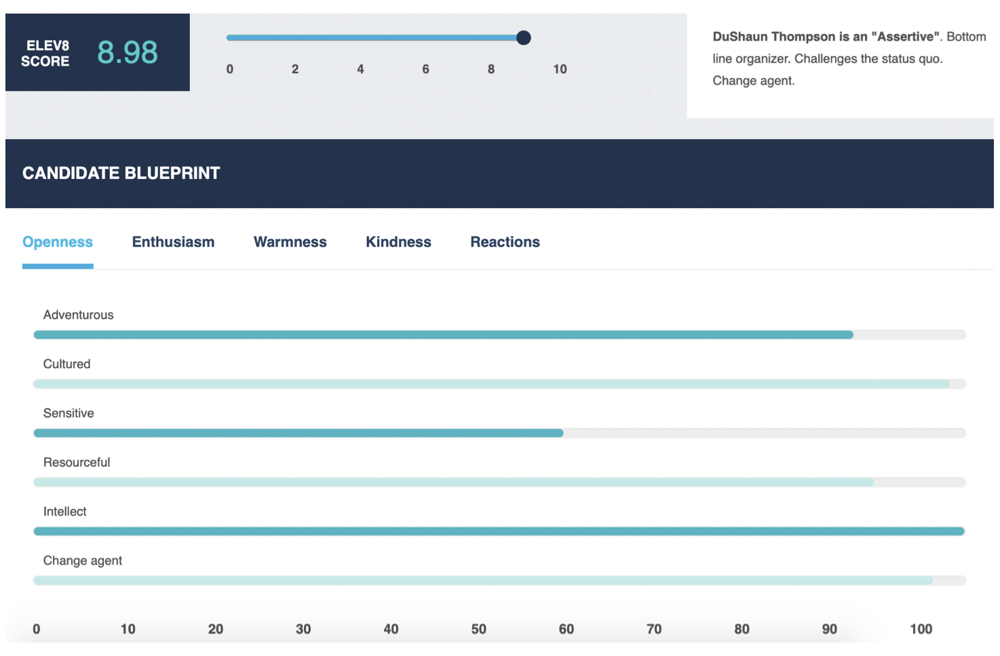 ELEV8
SCORE
8.98
0 2 4 6 8 10
DuShaun Thompson is an "Assertive". Bottom
line organizer. Challenges the status quo.
Change agent.
CANDIDATE BLUEPRINT
Openness Enthusiasm Warmness Kindness Reactions
Adventurous
Cultured
Sensitive
Resourceful
Intellect
Change agent
0 10 20 30 40 50 60 70 80 90 100